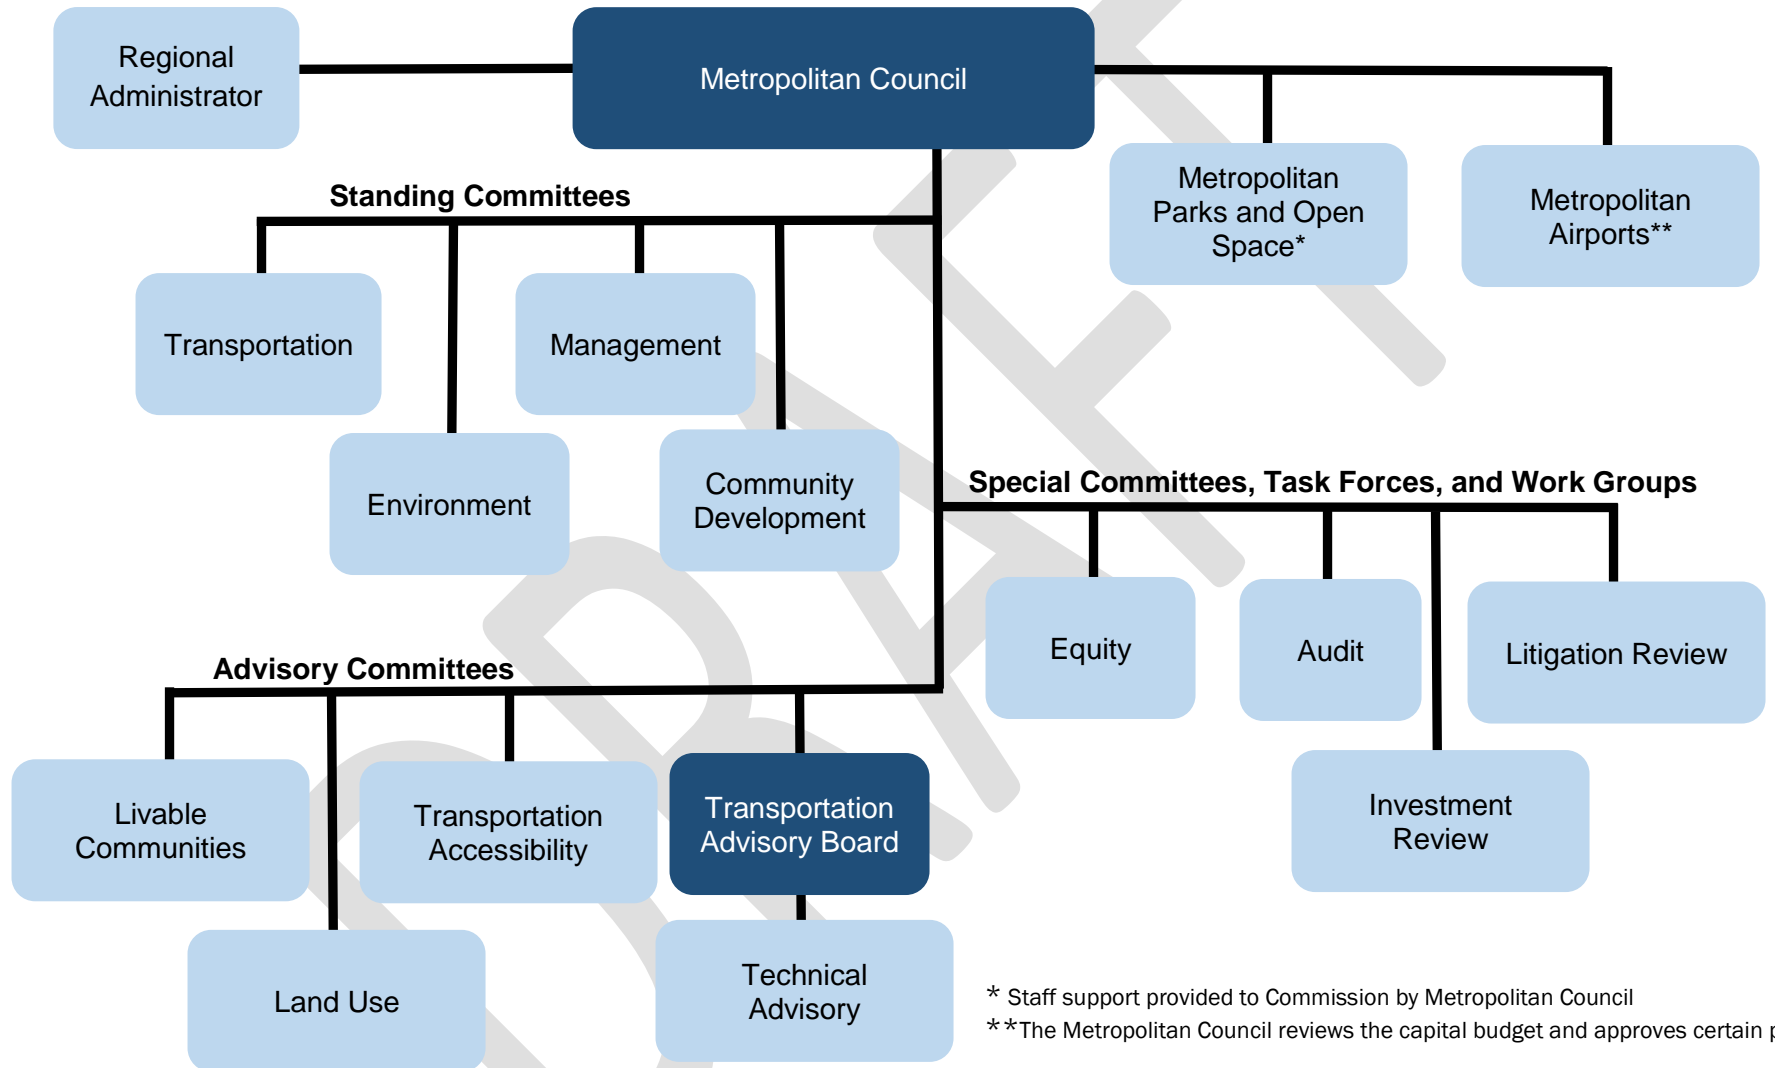 Regional
Administrator
Metropolitan Council
Metropolitan
Parks and Open
Space*
Metropolitan
Airports**
Standing Committees
Transportation
Management
Environment
Community
Development
Special Committees, Task Forces, and Work Groups
Equity
Audit
Litigation Review
Investment
Review
Advisory Committees
Livable
Communities
Transportation
Accessibility
Transportation
Advisory Board
Land Use
Technical
Advisory
* Staff support provided to Commission by Metropolitan Council
**The Metropolitan Council reviews the capital budget and approves certain p
DRAFT